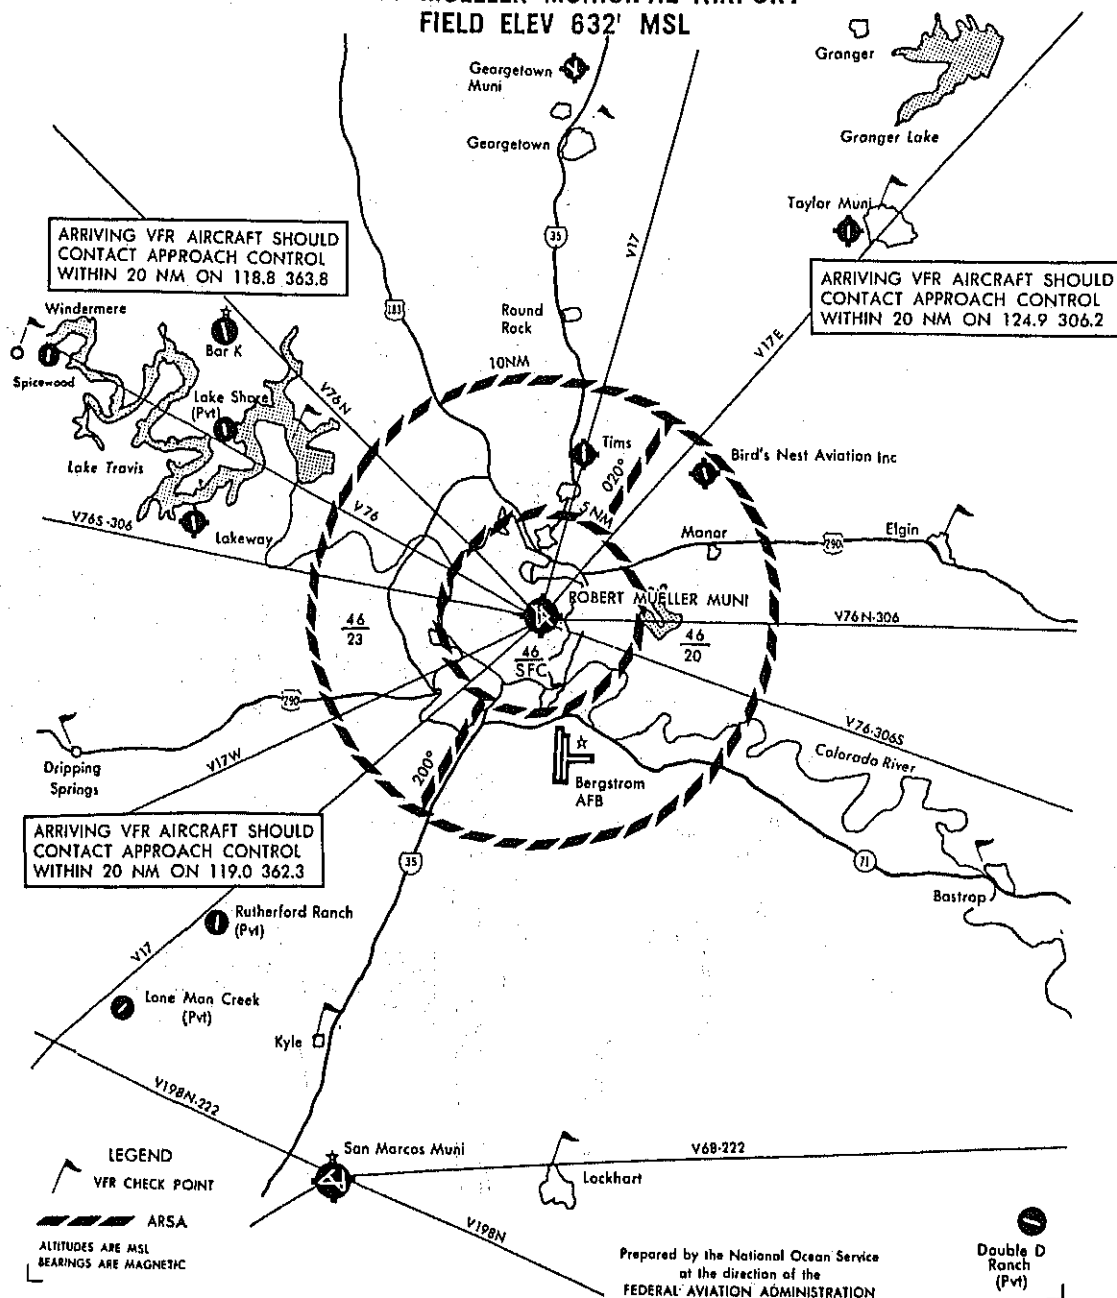 FIELD ELEV 632' MSL
Granger
Georgetown
Muni
Granger Lake
Georgetown
Taylor Muni
35
V17
ARRIVING VFR AIRCRAFT SHOULD
CONTACT APPROACH CONTROL
WITHIN 20 NM ON 118.8 363.8
ARRIVING VFR AIRCRAFT SHOULD
CONTACT APPROACH CONTROL
WITHIN 20 NM ON 124.9 306.2
Windermere
183
Round
Rock
Bar K
V17E
Spicewood
10NM
V76N
Lake Shore
(Pvt)
Tims
Bird's Nest Aviation Inc
Lake Travis
020°
V76
5 NM
V76S-306
Lakeway
Manor
290
Elgin
ROBERT MUELLER MUNI
46
23
46
SFC
46
20
V76N-306
290
V76-306S
Dripping
Springs
V17W
200°
Bergstrom
AFB
Colorado River
ARRIVING VFR AIRCRAFT SHOULD
CONTACT APPROACH CONTROL
WITHIN 20 NM ON 119.0 362.3
35
71
Bastrop
Rutherford Ranch
(Pvt)
V17
Lone Man Creek
(Pvt)
Kyle
V198N-222
San Marcos Muni
V68-222
LEGEND
VFR CHECK POINT
Lockhart
ARSA
V198N
ALTITUDES ARE MSL
BEARINGS ARE MAGNETIC
Prepared by the National Ocean Service
at the direction of the
FEDERAL AVIATION ADMINISTRATION
Double D
Ranch
(Pvt)